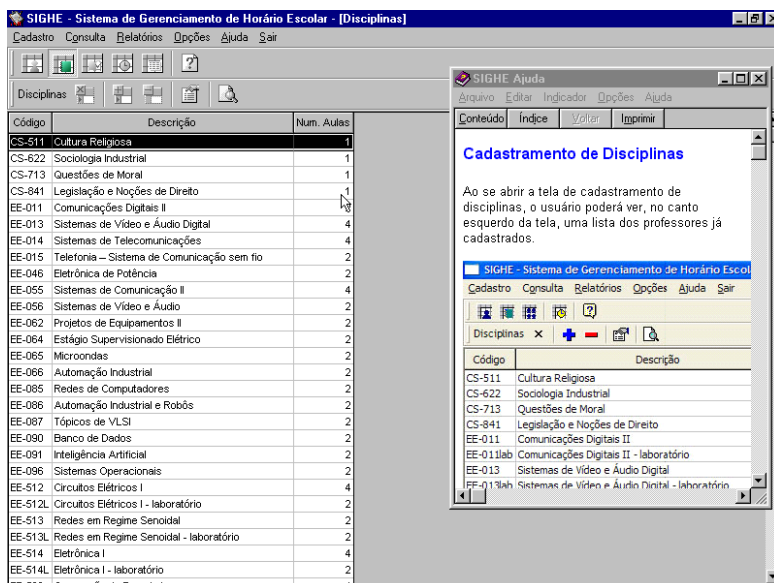 SIGHE - Sistema de Gerenciamento de Horário Escolar - [Disciplinas]
Cadastro Consulta Relatórios Opções Ajuda Sair
Disciplinas
Código Descrição Num. Aulas
CS-511 Cultura Religiosa 1
CS-622 Sociologia Industrial 1
CS-713 Questões de Moral 1
CS-841 Legislação e Noções de Direito 1
EE-011 Comunicações Digitais II
EE-013 Sistemas de Vídeo e Áudio Digital 4
EE-014 Sistemas de Telecomunicações 4
EE-015 Telefonia – Sistema de Comunicação sem fio 2
EE-046 Eletrônica de Potência 2
EE-055 Sistemas de Comunicação II 4
EE-056 Sistemas de Vídeo e Áudio 2
EE-062 Projetos de Equipamentos II 2
EE-064 Estágio Supervisionado Elétrico 2
EE-065 Microondas 2
EE-066 Automação Industrial 2
EE-085 Redes de Computadores 2
EE-086 Automação Industrial e Robôs 2
EE-087 Tópicos de VLSI 2
EE-090 Banco de Dados 2
EE-091 Inteligência Artificial 2
EE-096 Sistemas Operacionais 2
EE-512 Circuitos Elétricos I 4
EE-512L Circuitos Elétricos I - laboratório 2
EE-513 Redes em Regime Senoidal 2
EE-513L Redes em Regime Senoidal - laboratório 2
EE-514 Eletrônica I 4
EE-514L Eletrônica I - laboratório 2
SIGHE Ajuda
Arquivo Editar Indicador Opções Ajuda
Conteúdo Índice Voltar Imprimir
Cadastramento de Disciplinas
Ao se abrir a tela de cadastramento de
disciplinas, o usuário poderá ver, no canto
esquerdo da tela, uma lista dos professores já
cadastrados.
SIGHE - Sistema de Gerenciamento de Horário Escol
Cadastro Consulta Relatórios Opções Ajuda Sair
Disciplinas
Código Descrição
CS-511 Cultura Religiosa
CS-622 Sociologia Industrial
CS-713 Questões de Moral
CS-841 Legislação e Noções de Direito
EE-011 Comunicações Digitais II
EE-011lab Comunicações Digitais II - laboratório
EE-013 Sistemas de Vídeo e Áudio Digital
EE-013lab Sistemas de Vídeo e Áudio Digital - laboratório